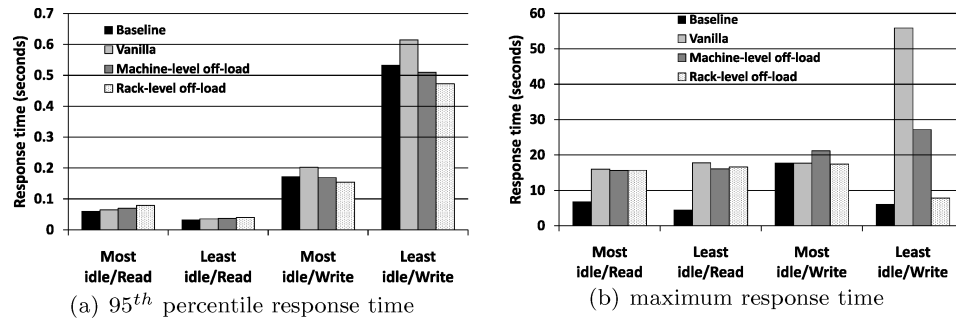 Response time (seconds)
0.7
0.6
0.5
0.4
0.3
0.2
0.1
0
Baseline
Vanilla
Machine-level off-load
Rack-level off-load
Most idle/Read
Least idle/Read
Most idle/Write
Least idle/Write
(a) 95th percentile response time
Response time (seconds)
60
50
40
30
20
10
0
Baseline
Vanilla
Machine-level off-load
Rack-level off-load
Most idle/Read
Least idle/Read
Most idle/Write
Least idle/Write
(b) maximum response time